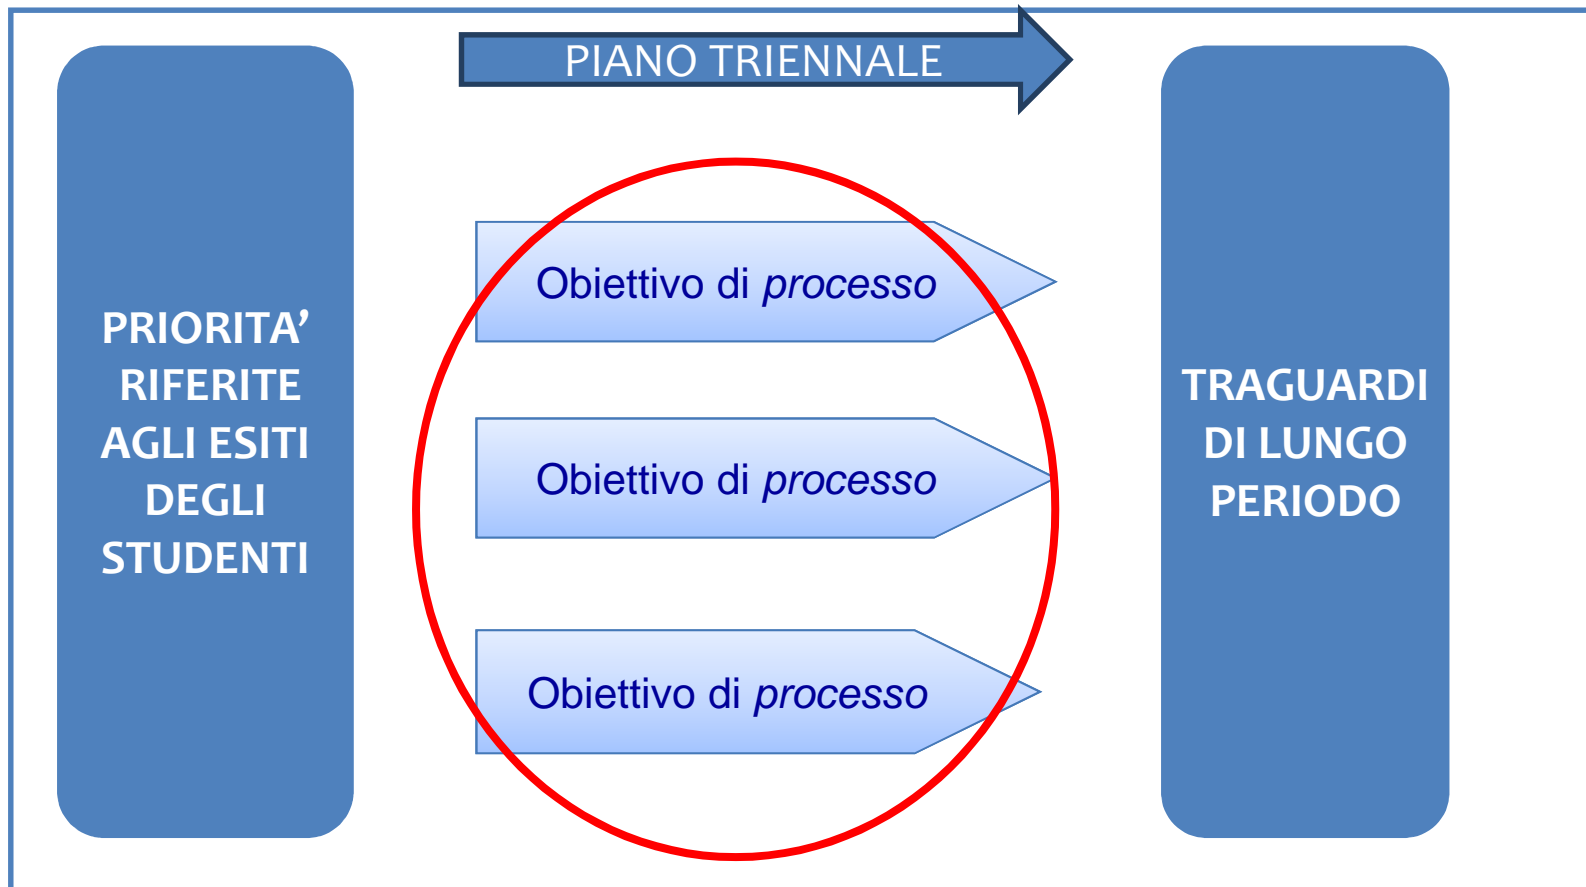 PIANO TRIENNALE
PRIORITA’
RIFERITE
AGLI ESITI
DEGLI
STUDENTI
Obiettivo di processo
Obiettivo di processo
Obiettivo di processo
TRAGUARDI
DI LUNGO
PERIODO